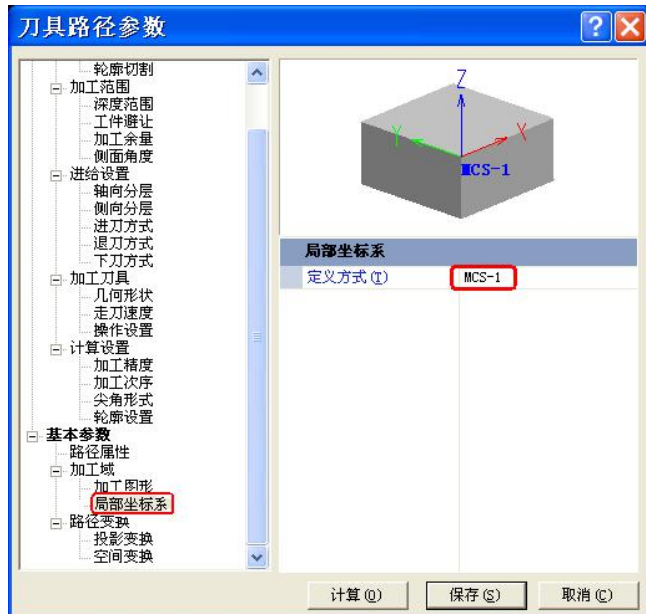 刀具路径参数
轮廓切割
加工范围
深度范围
工件避让
加工余量
侧面角度
进给设置
轴向分层
侧向分层
进刀方式
退刀方式
下刀方式
加工刀具
几何形状
走刀速度
操作设置
计算设置
加工精度
加工次序
尖角形式
轮廓设置
基本参数
路径属性
加工域
加工图形
局部坐标系
路径变换
投影变换
空间变换
Z
Y
X
MCS-1
局部坐标系
定义方式(T) MCS-1
计算(Q) 保存(S) 取消(C)